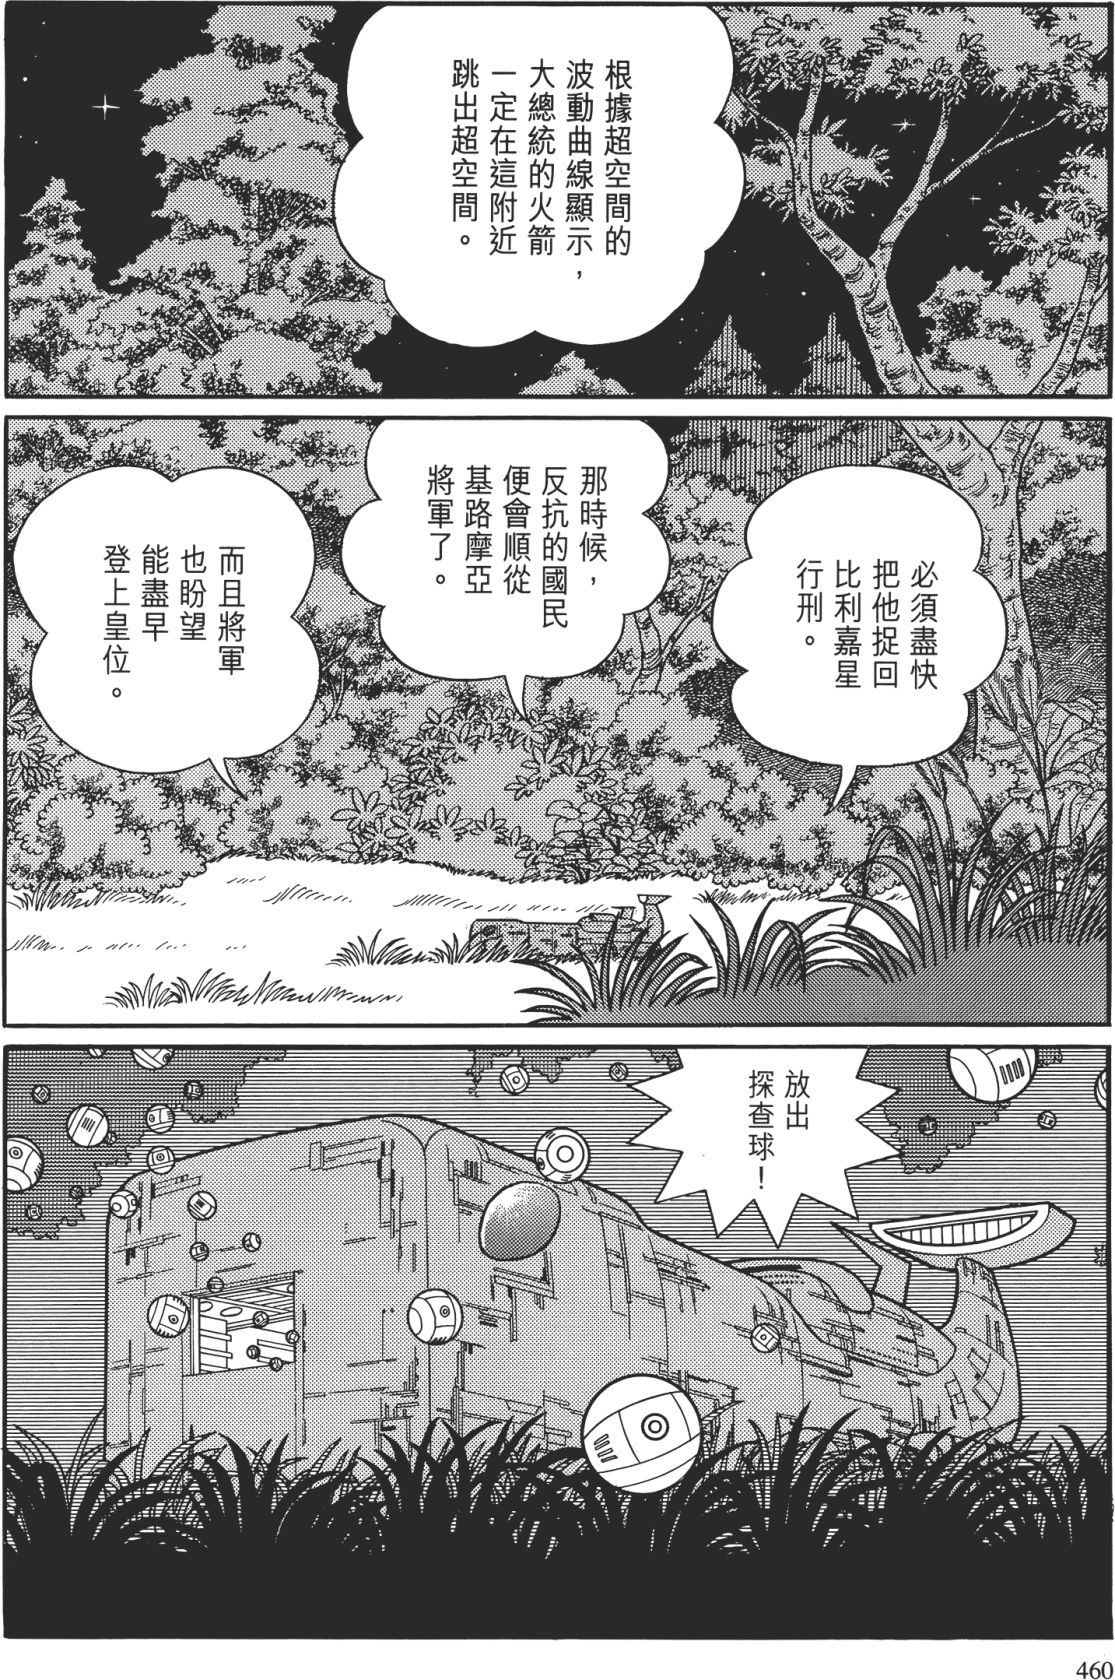 根據超空間的
波動曲線顯示，
大總統的火箭
一定在這附近
跳出超空間。
必須盡快
把他捉回
比利嘉星
行刑。
那時候，
反抗的國民
便會順從
基路摩亞
將軍了。
而且將軍
也盼望
能盡早
登上皇位。
放出
探查球！
460